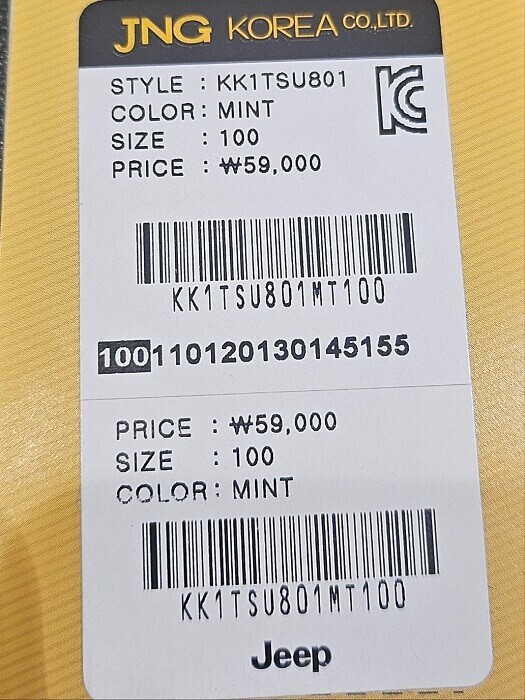 JNG KOREA CO.,LTD.
STYLE : KK1TSU801
COLOR : MINT
SIZE : 100
PRICE : ₩59,000
KK1TSU801MT100
100110120130145155
PRICE : ₩59,000
SIZE : 100
COLOR : MINT
KK1TSU801MT100
Jeep